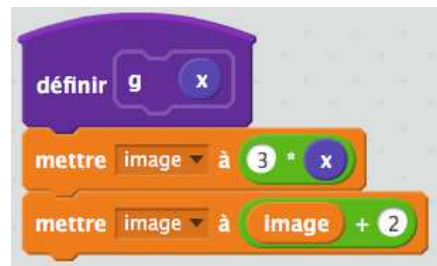 définir g x
mettre image à 3 * x
mettre image à image + 2